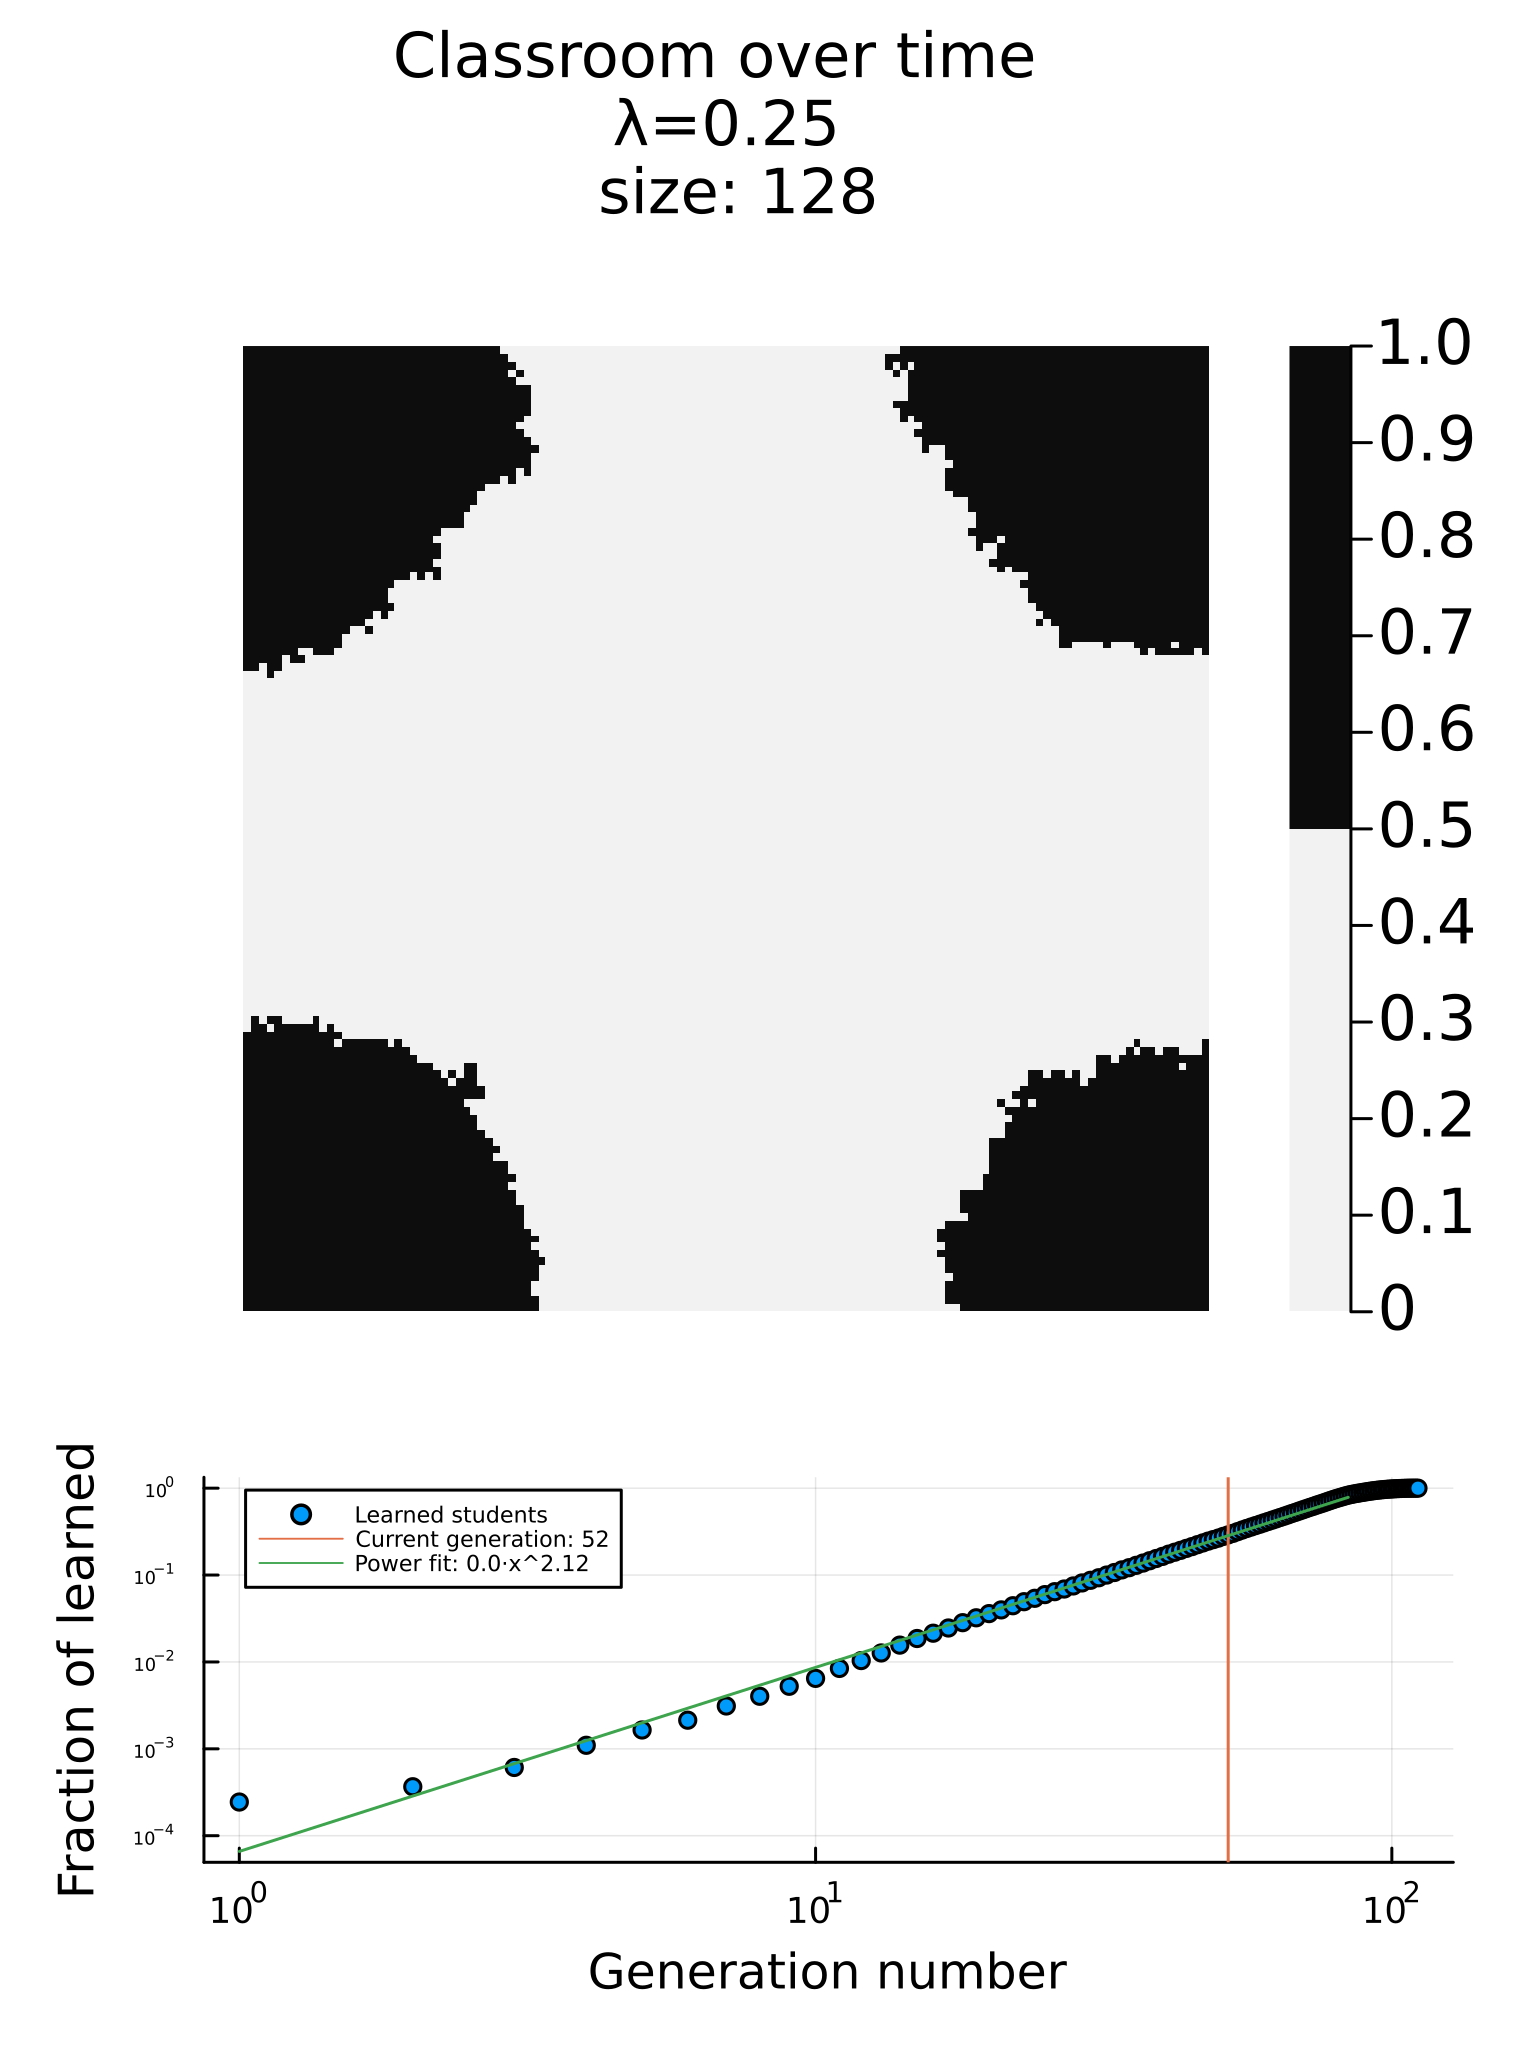 Classroom over time
λ=0.25
size: 128
1.0
0.9
0.8
0.7
0.6
0.5
0.4
0.3
0.2
0.1
0
Fraction of learned
10^0
10^-1
10^-2
10^-3
10^-4
Learned students
Current generation: 52
Power fit: 0.0·x^2.12
10^0
10^1
10^2
Generation number